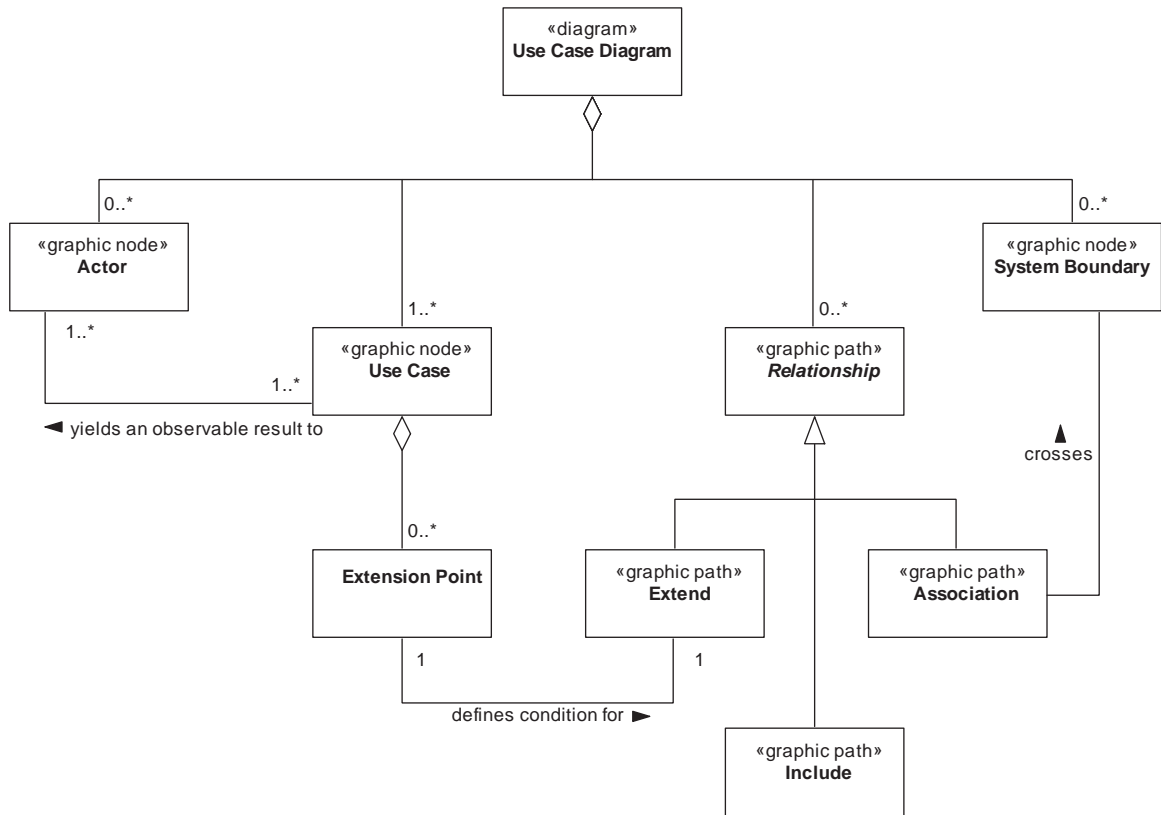 «diagram»
Use Case Diagram
0..*
0..*
«graphic node»
Actor
«graphic node»
System Boundary
1..*
1..*
0..*
«graphic node»
Use Case
«graphic path»
Relationship
1..*
yields an observable result to
crosses
0..*
Extension Point
«graphic path»
Extend
«graphic path»
Association
1
1
defines condition for
«graphic path»
Include